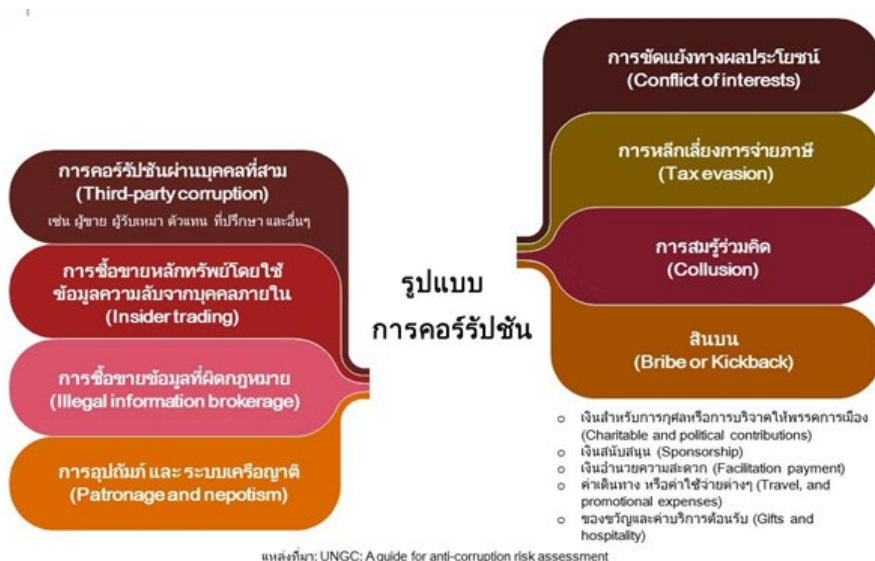 การคอร์รัปชันผ่านบุคคลที่สาม
(Third-party corruption)
เช่น ผู้ขาย ผู้รับเหมา ตัวแทน ที่ปรึกษา และอื่นๆ
การซื้อขายหลักทรัพย์โดยใช้
ข้อมูลความลับจากบุคคลภายใน
(Insider trading)
การซื้อขายข้อมูลที่ผิดกฎหมาย
(Illegal information brokerage)
การอุปถัมภ์ และ ระบบเครือญาติ
(Patronage and nepotism)
รูปแบบ
การคอร์รัปชัน
การขัดแย้งทางผลประโยชน์
(Conflict of interests)
การหลีกเลี่ยงการจ่ายภาษี
(Tax evasion)
การสมรู้ร่วมคิด
(Collusion)
สินบน
(Bribe or Kickback)
o เงินสำหรับการกุศลหรือการบริจาคให้พรรคการเมือง
(Charitable and political contributions)
o เงินสนับสนุน (Sponsorship)
o เงินอำนวยความสะดวก (Facilitation payment)
o ค่าเดินทาง หรือค่าใช้จ่ายต่างๆ (Travel, and
promotional expenses)
o ของขวัญและค่าบริการต้อนรับ (Gifts and
hospitality)
แหล่งที่มา: UNGC: A guide for anti-corruption risk assessment